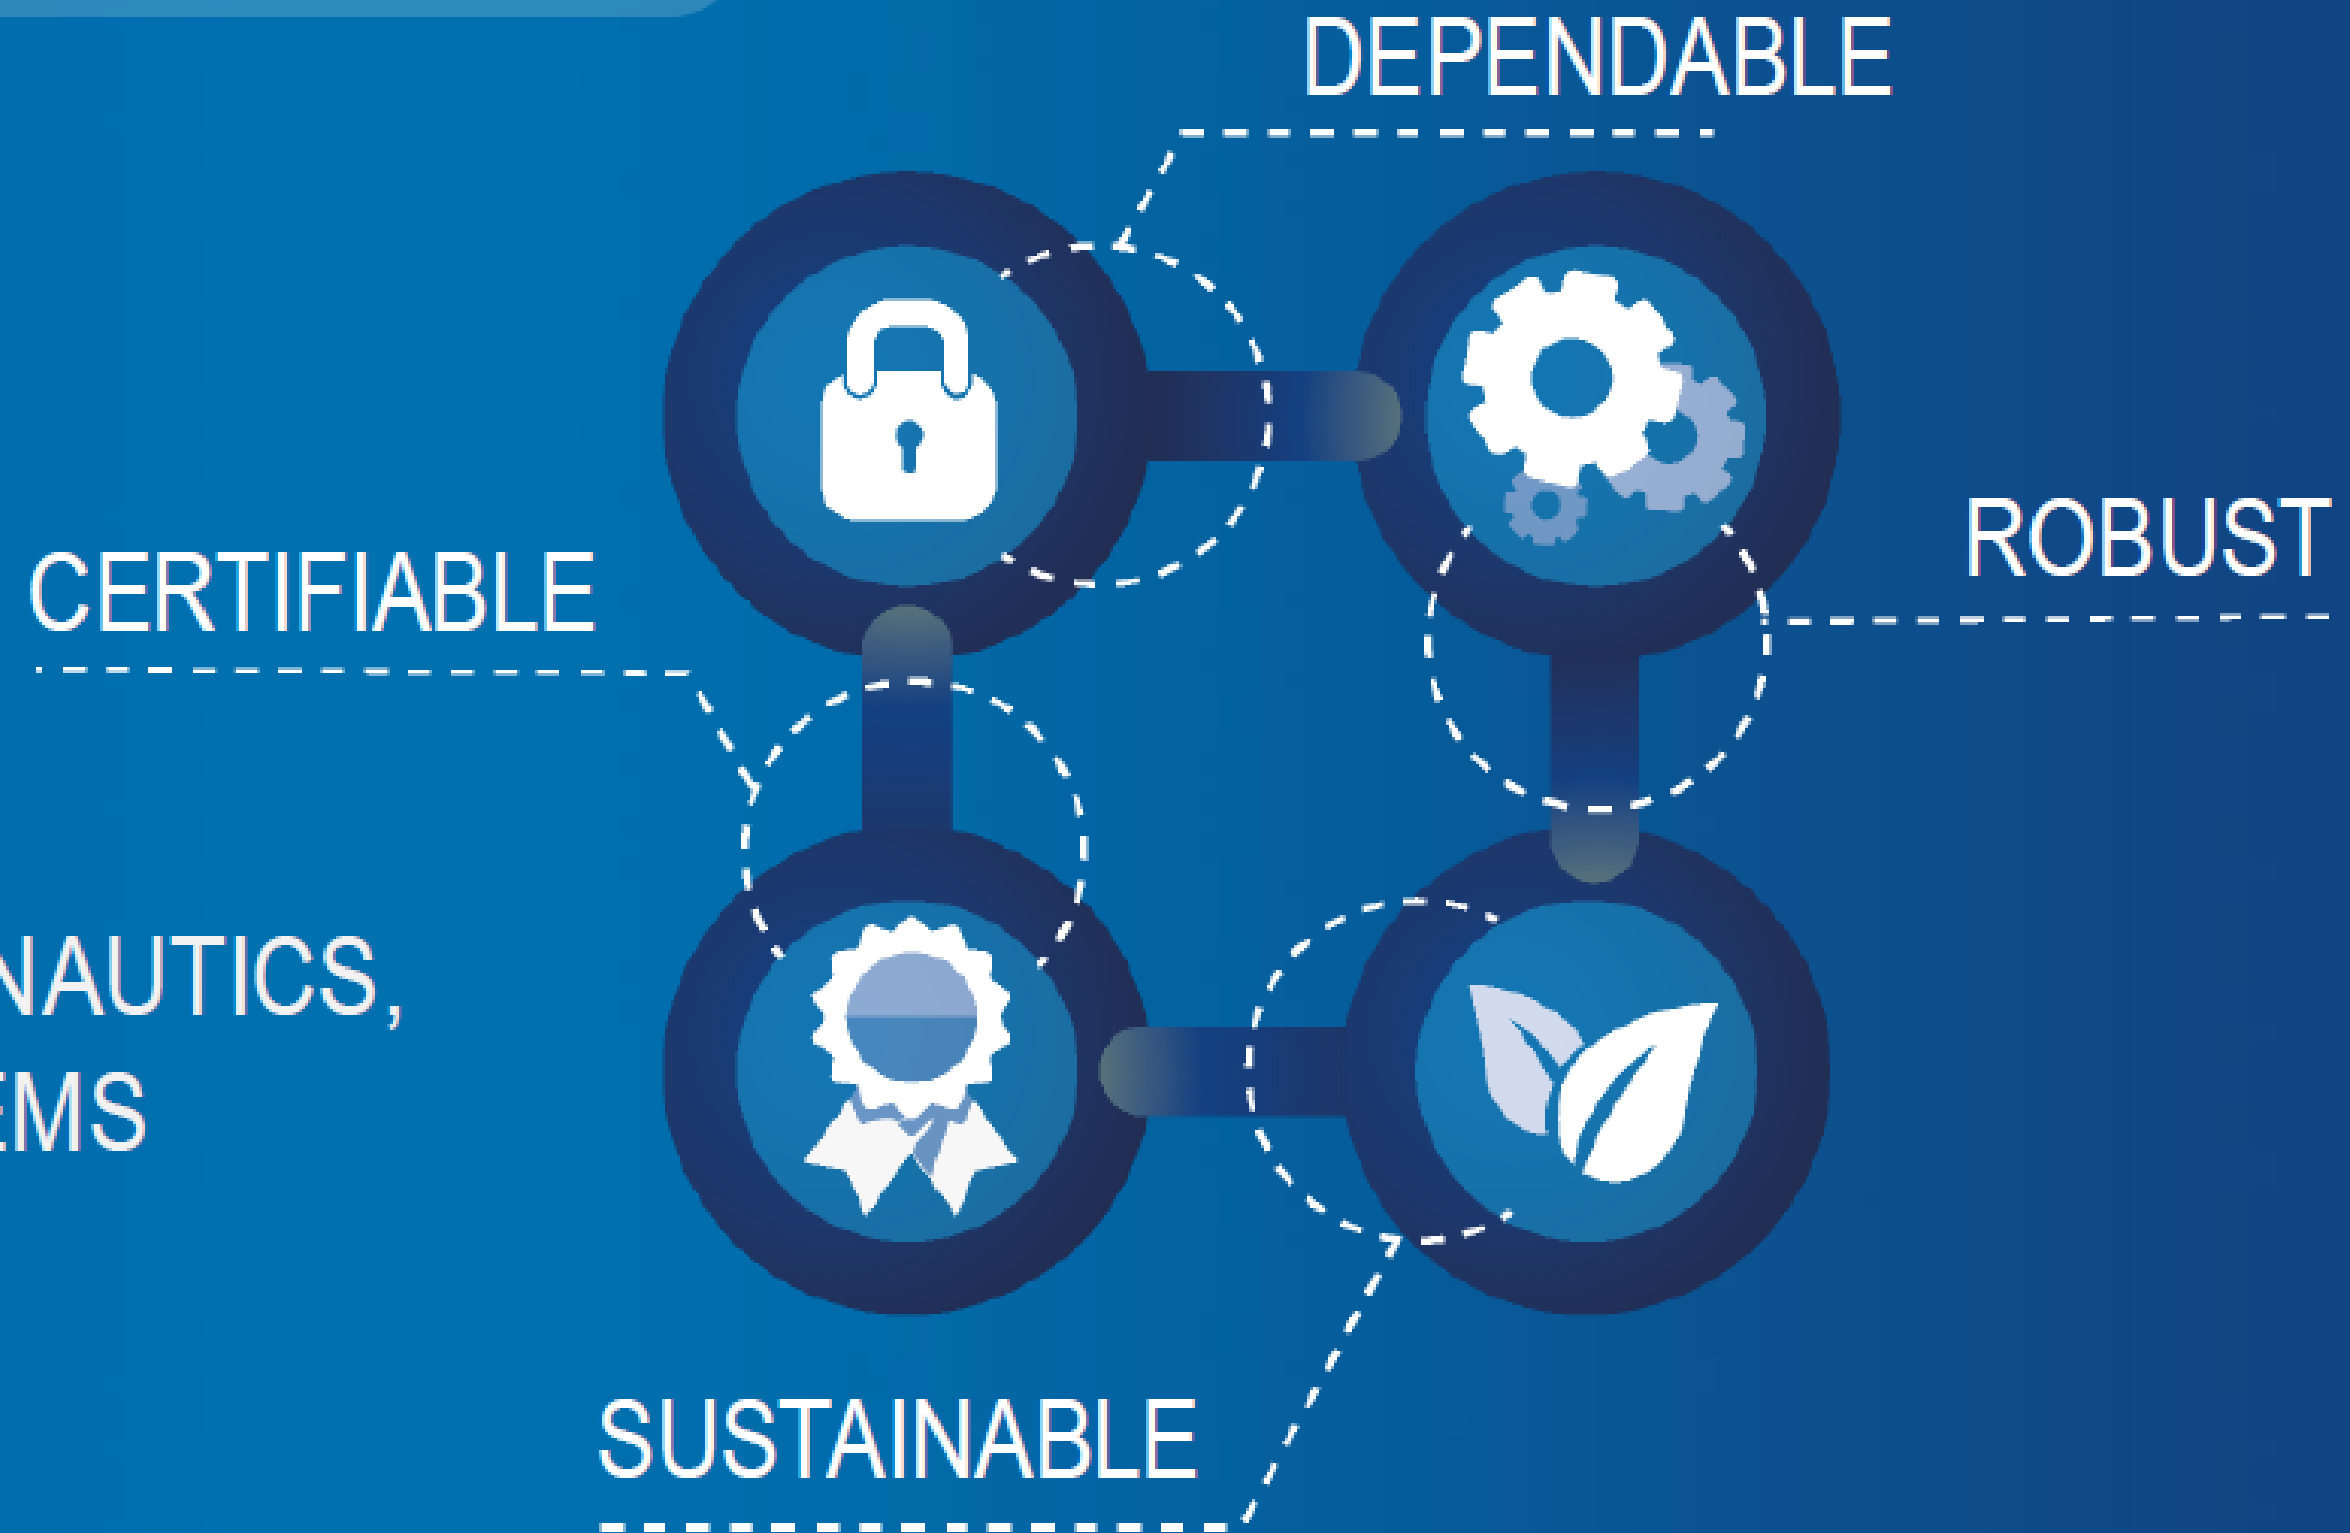 DEPENDABLE
ROBUST
CERTIFIABLE
NAUTICS,
EMS
SUSTAINABLE